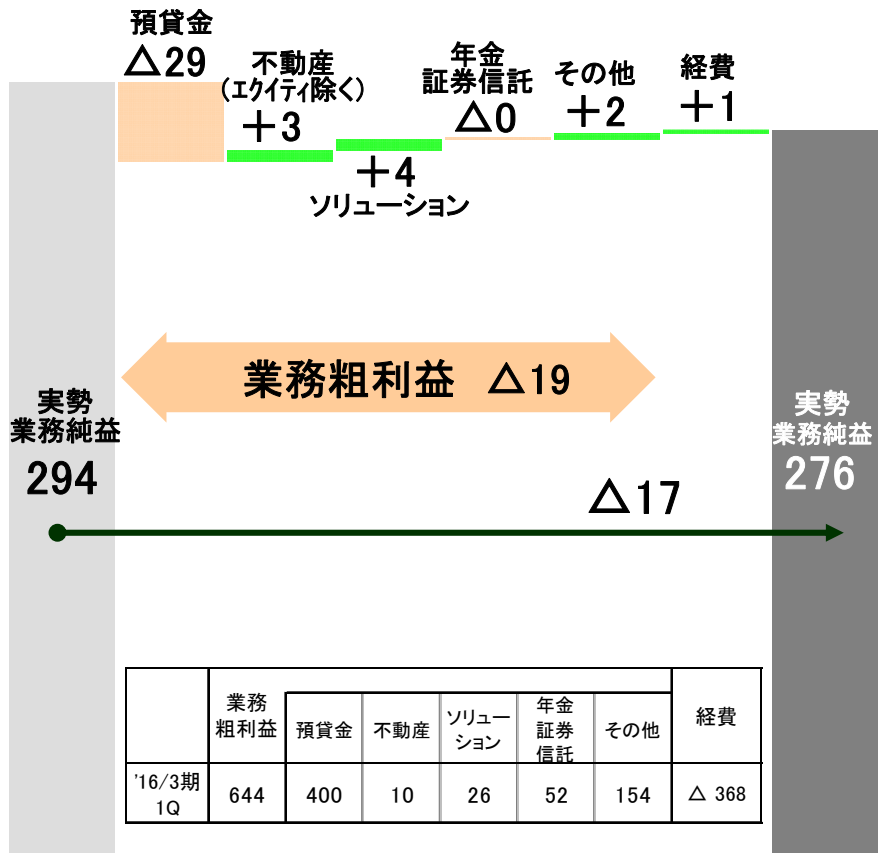 預貸金
△29
不動産
(エクイティ除く)
+3
+4
ソリューション
年金
証券信託
△0
その他
+2
経費
+1
業務粗利益 △19
実勢
業務純益
294
実勢
業務純益
276
△17
業務
粗利益
預貸金
不動産
ソリュー
ション
年金
証券
信託
その他
経費
'16/3期
1Q
644
400
10
26
52
154
△ 368